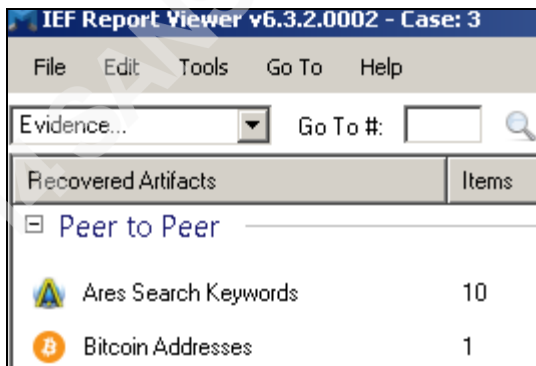 IEF Report Viewer v6.3.2.0002 - Case: 3
File Edit Tools Go To Help
Evidence... Go To #:
Recovered Artifacts Items
Peer to Peer
Ares Search Keywords 10
Bitcoin Addresses 1